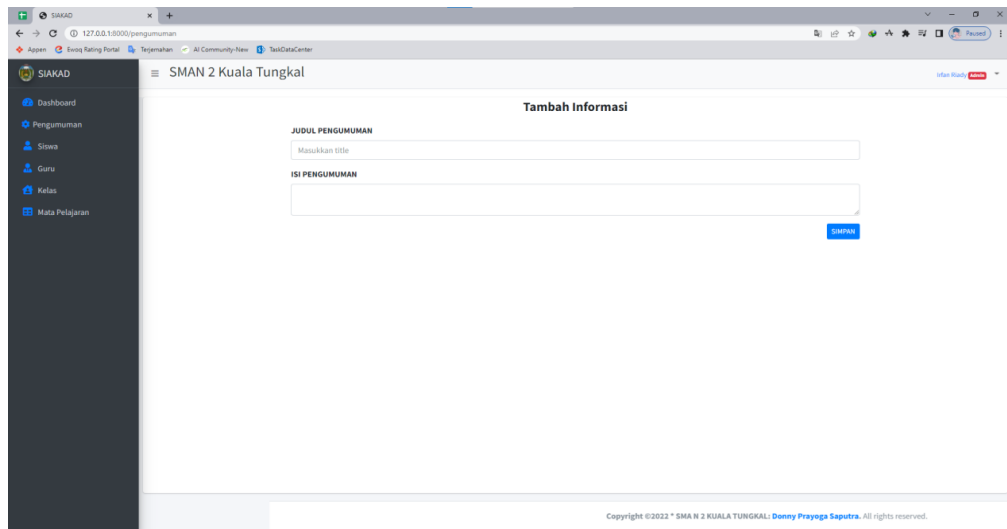 SIAKAD
127.0.0.1:8000/pengumuman
Paused
Appen
Ewoq Rating Portal
Terjemahan
AI Community-New
TaskDataCenter
SIAKAD
SMAN 2 Kuala Tungkal
Irfan Riady Admin
Dashboard
Pengumuman
Siswa
Guru
Kelas
Mata Pelajaran
Tambah Informasi
JUDUL PENGUMUMAN
Masukkan title
ISI PENGUMUMAN
SIMPAN
Copyright ©2022 * SMA N 2 KUALA TUNGKAL: Donny Prayoga Saputra. All rights reserved.